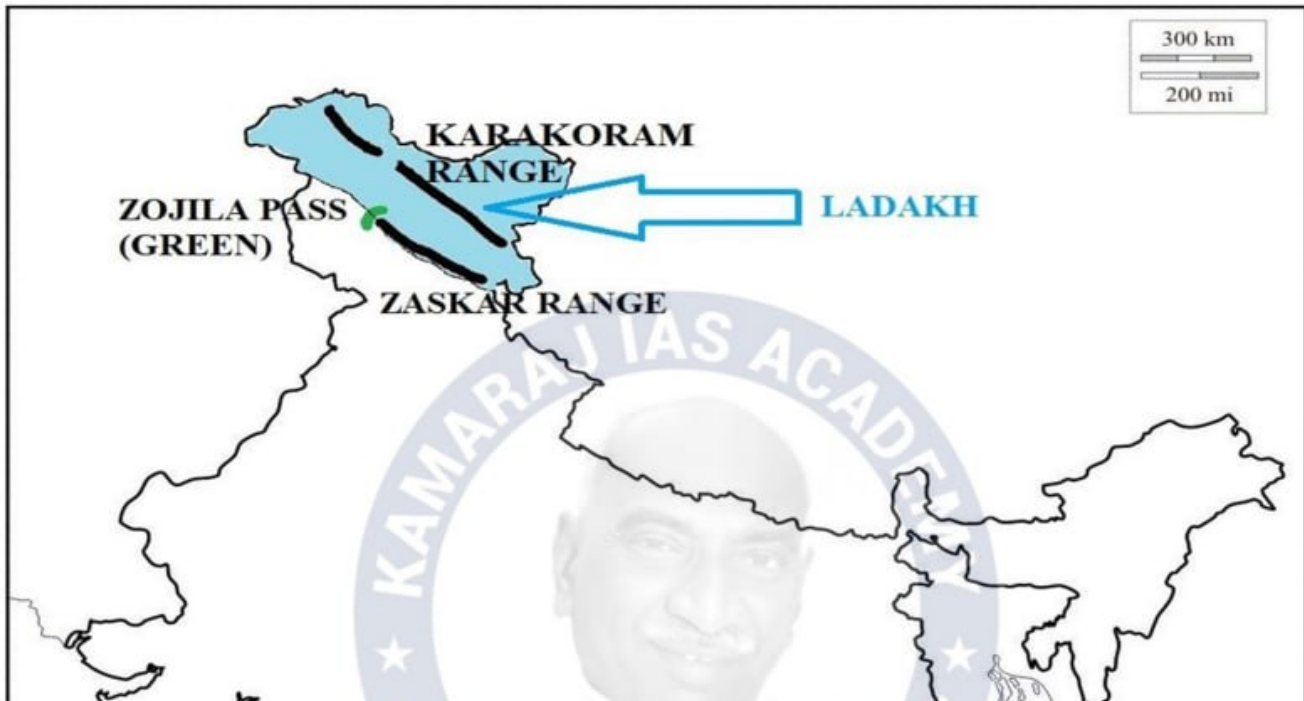 300 km
200 mi
KARAKORAM
RANGE
ZOJILA PASS
(GREEN)
LADAKH
ZASKAR RANGE
KAMARAJ IAS ACADEMY